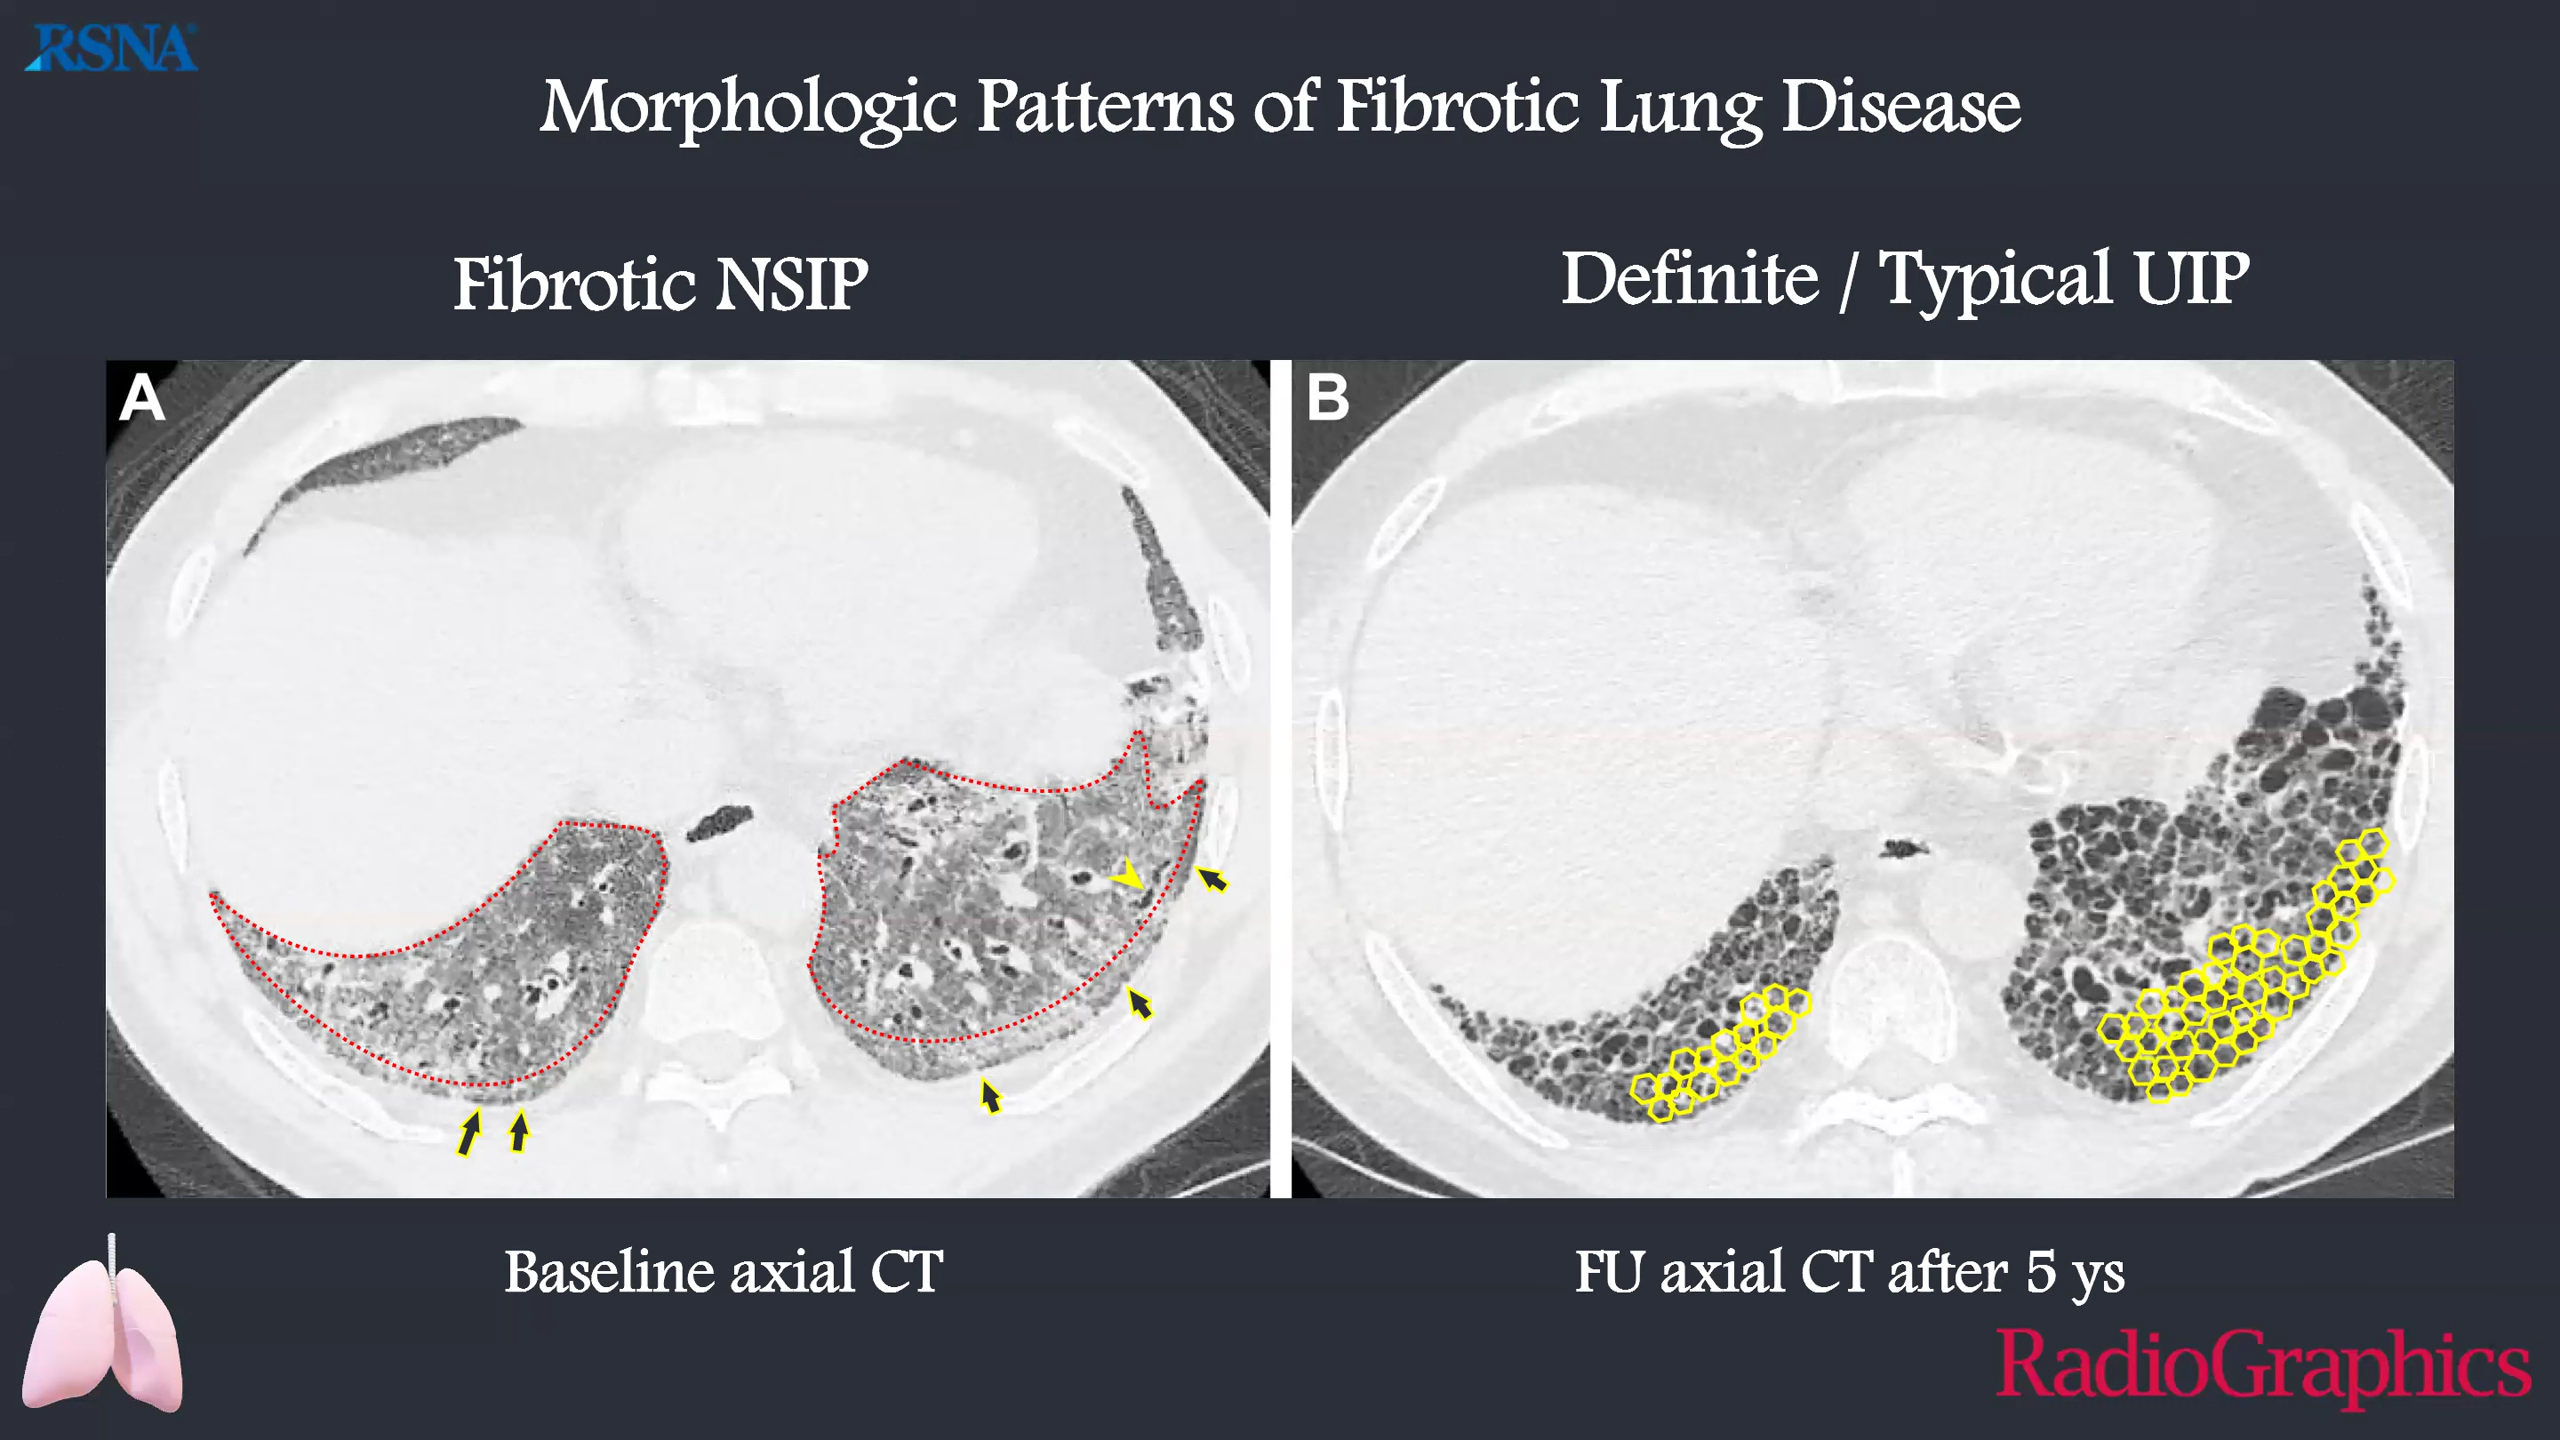 RSNA
Morphologic Patterns of Fibrotic Lung Disease
Fibrotic NSIP
Definite / Typical UIP
A
B
Baseline axial CT
FU axial CT after 5 ys
RadioGraphics